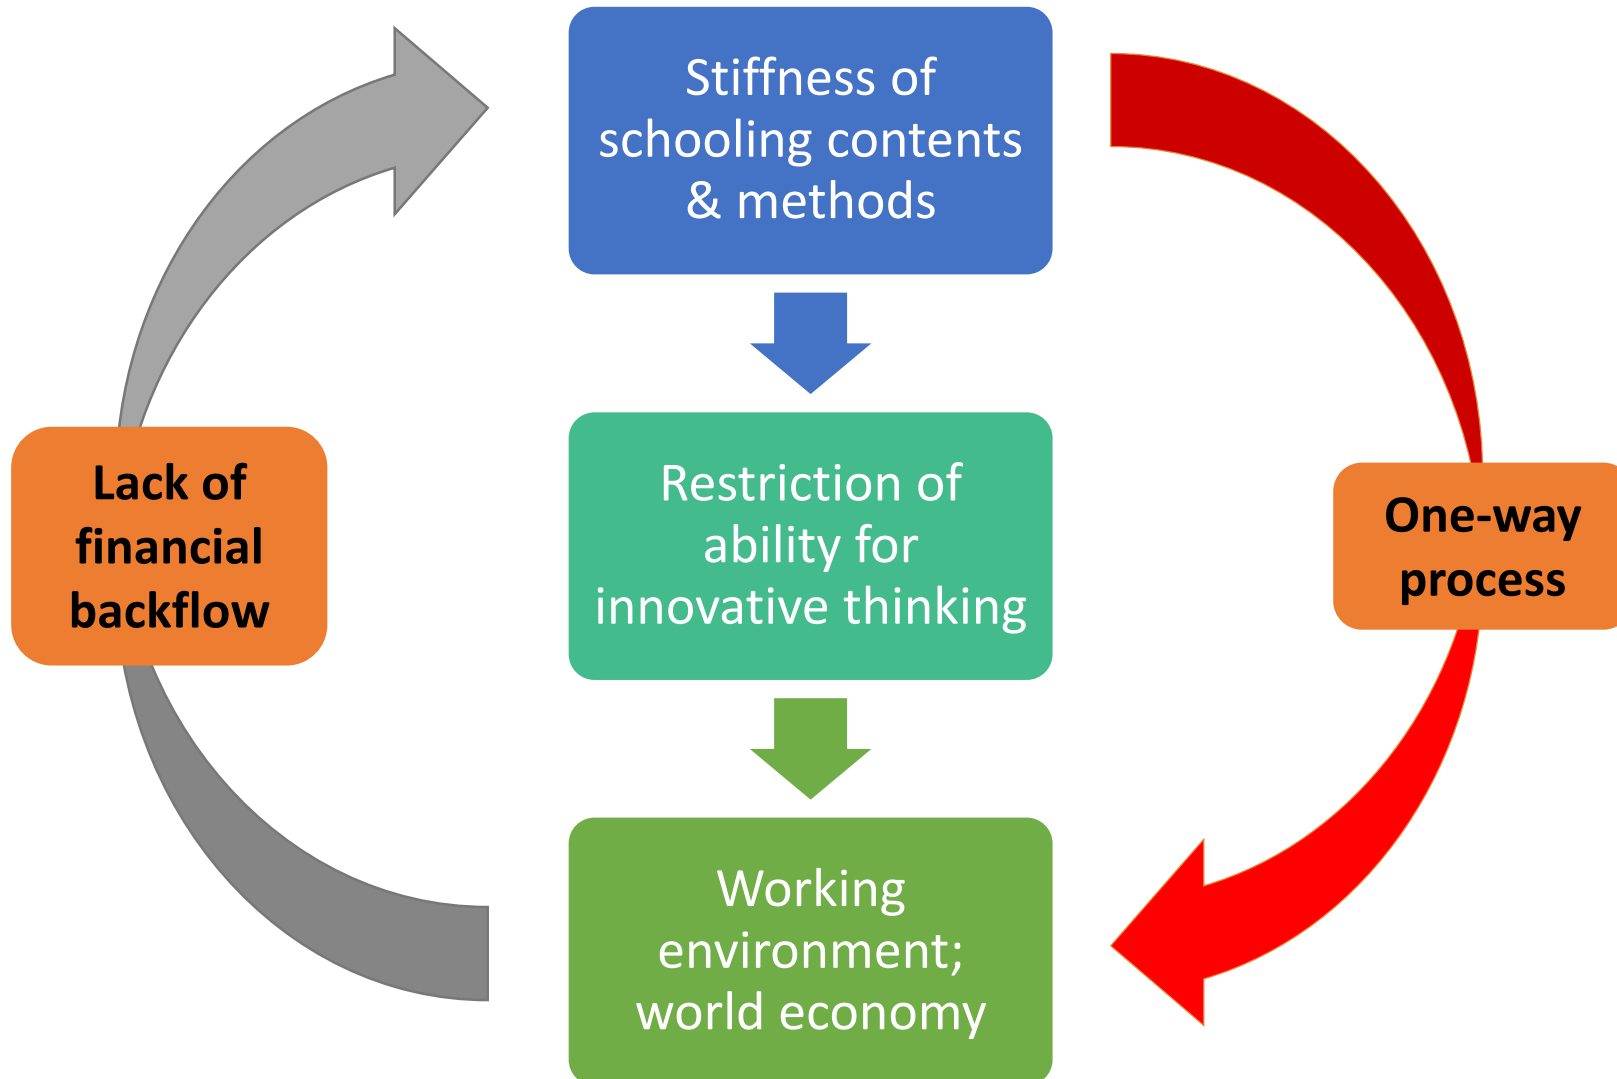 Stiffness of
schooling contents
& methods
Lack of
financial
backflow
Restriction of
ability for
innovative thinking
One-way
process
Working
environment;
world economy